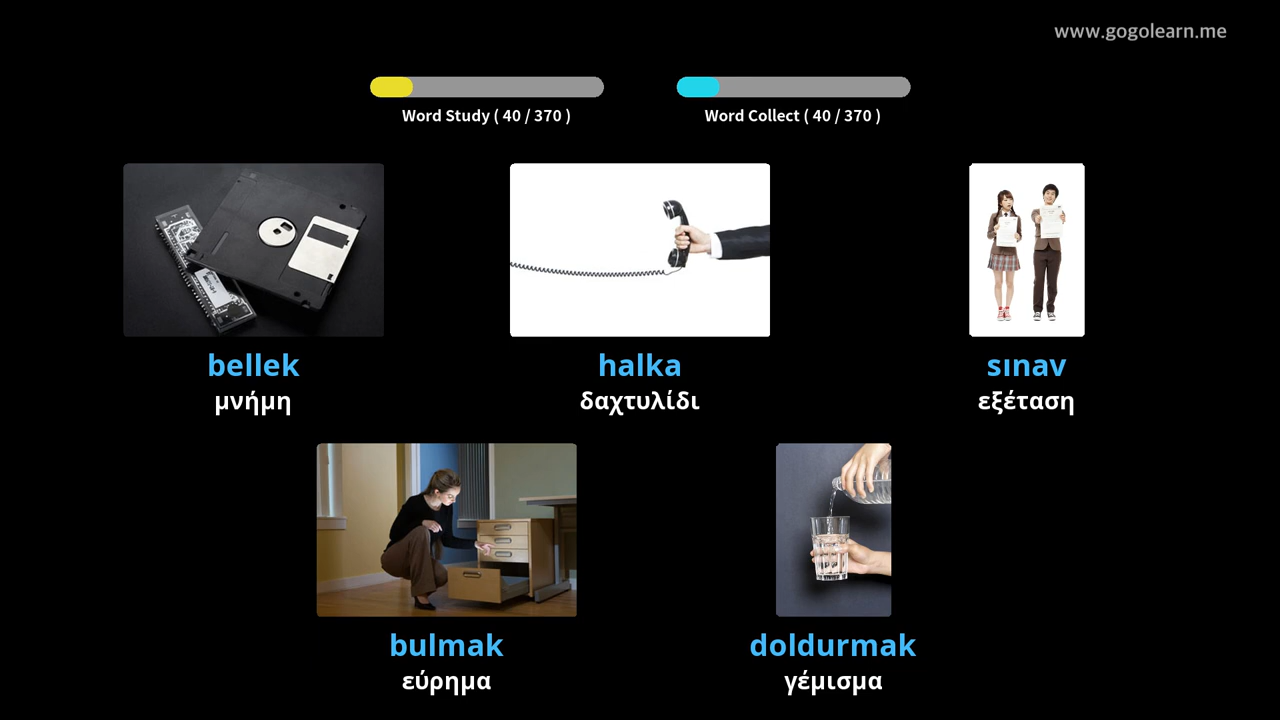 www.gogolearn.me
Word Study ( 40 / 370 )
Word Collect ( 40 / 370 )
bellek
μνήμη
halka
δαχτυλίδι
sınav
εξέταση
bulmak
εύρημα
doldurmak
γέμισμα